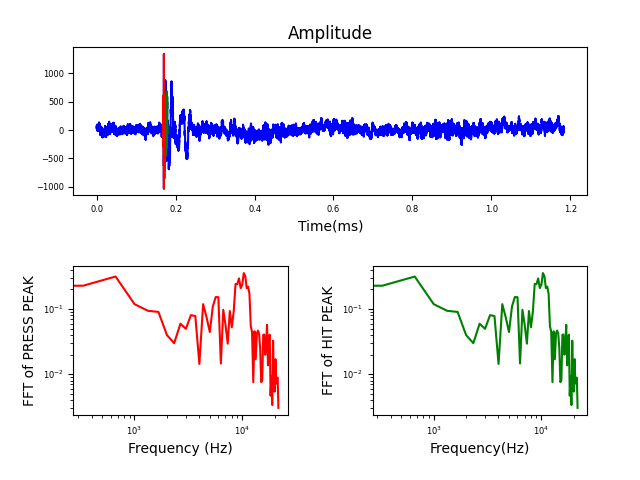 Amplitude
1000
500
0
−500
−1000
0.0 0.2 0.4 0.6 0.8 1.0 1.2
Time(ms)
FFT of PRESS PEAK
10⁻¹
10⁻²
10³ 10⁴
Frequency (Hz)
FFT of HIT PEAK
10⁻¹
10⁻²
10³ 10⁴
Frequency(Hz)